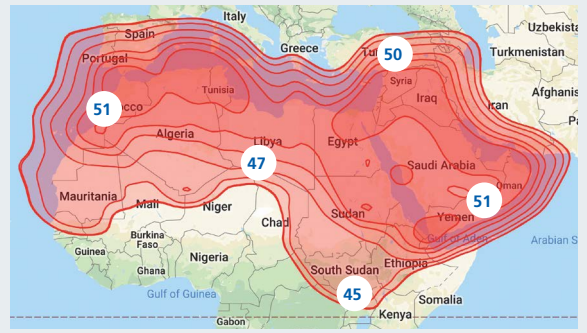 Italy
Spain
Uzbekista
Greece
Tu
50
Turkmenistan
Portugal
Syria
Tunisia
Afghanis
Iraq
Iran
51
occo
Pa
Algeria
Libya
Egypt
47
Saudi Arabia
Oman
Mauritania
51
Mali
Niger
Sudan
Yemen
Chad
Burkina
Faso
Gulf of Aden
Arabian S
Guinea
Nigeria
Ethiopia
Ghana
South Sudan
Gulf of Guinea
45
Somalia
Kenya
Gabon